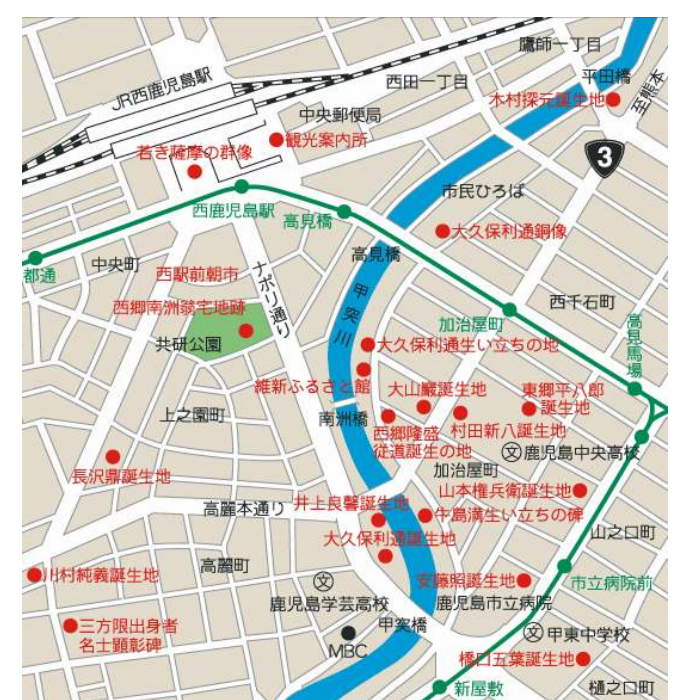 鷹師一丁目
平田橋
至熊本
JR西鹿児島駅
西田一丁目
木村探元誕生地
中央郵便局
観光案内所
若き薩摩の群像
3
市民ひろば
西鹿児島駅
高見橋
大久保利通銅像
高見橋
中央町
都通
西駅前朝市
ナポリ通り
甲突川
西千石町
西郷南洲翁宅地跡
加治屋町
高見馬場
共研公園
大久保利通生い立ちの地
維新ふるさと館
大山巌誕生地
東郷平八郎
誕生地
上之園町
南洲橋
西郷隆盛
従道誕生の地
村田新八誕生地
文
鹿児島中央高校
長沢鼎誕生地
加治屋町
山本権兵衛誕生地
高麗本通り
井上良馨誕生地
牛島満生い立ちの碑
山之口町
大久保利通誕生地
川村純義誕生地
高麗町
文
安藤照誕生地
市立病院前
鹿児島学芸高校
鹿児島市立病院
三方限出身者
名士顕彰碑
甲突橋
文
甲東中学校
MBC
橋口五葉誕生地
新屋敷
樋之口町